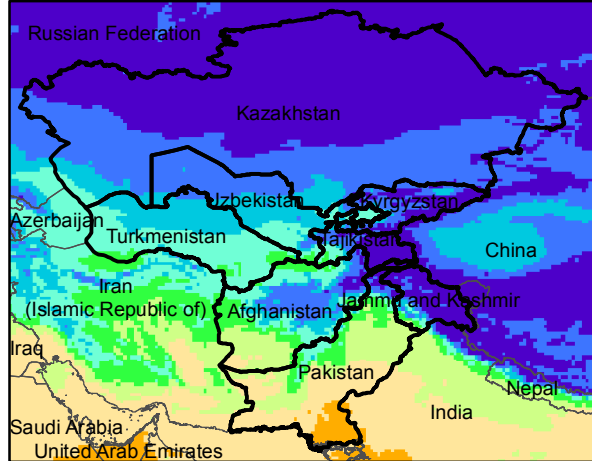 Russian Federation
Kazakhstan
Uzbekistan
Kyrgyzstan
Azerbaijan
Turkmenistan
Tajikistan
China
Iran
(Islamic Republic of)
Afghanistan
Jammu and Kashmir
Iraq
Pakistan
Nepal
India
Saudi Arabia
United Arab Emirates